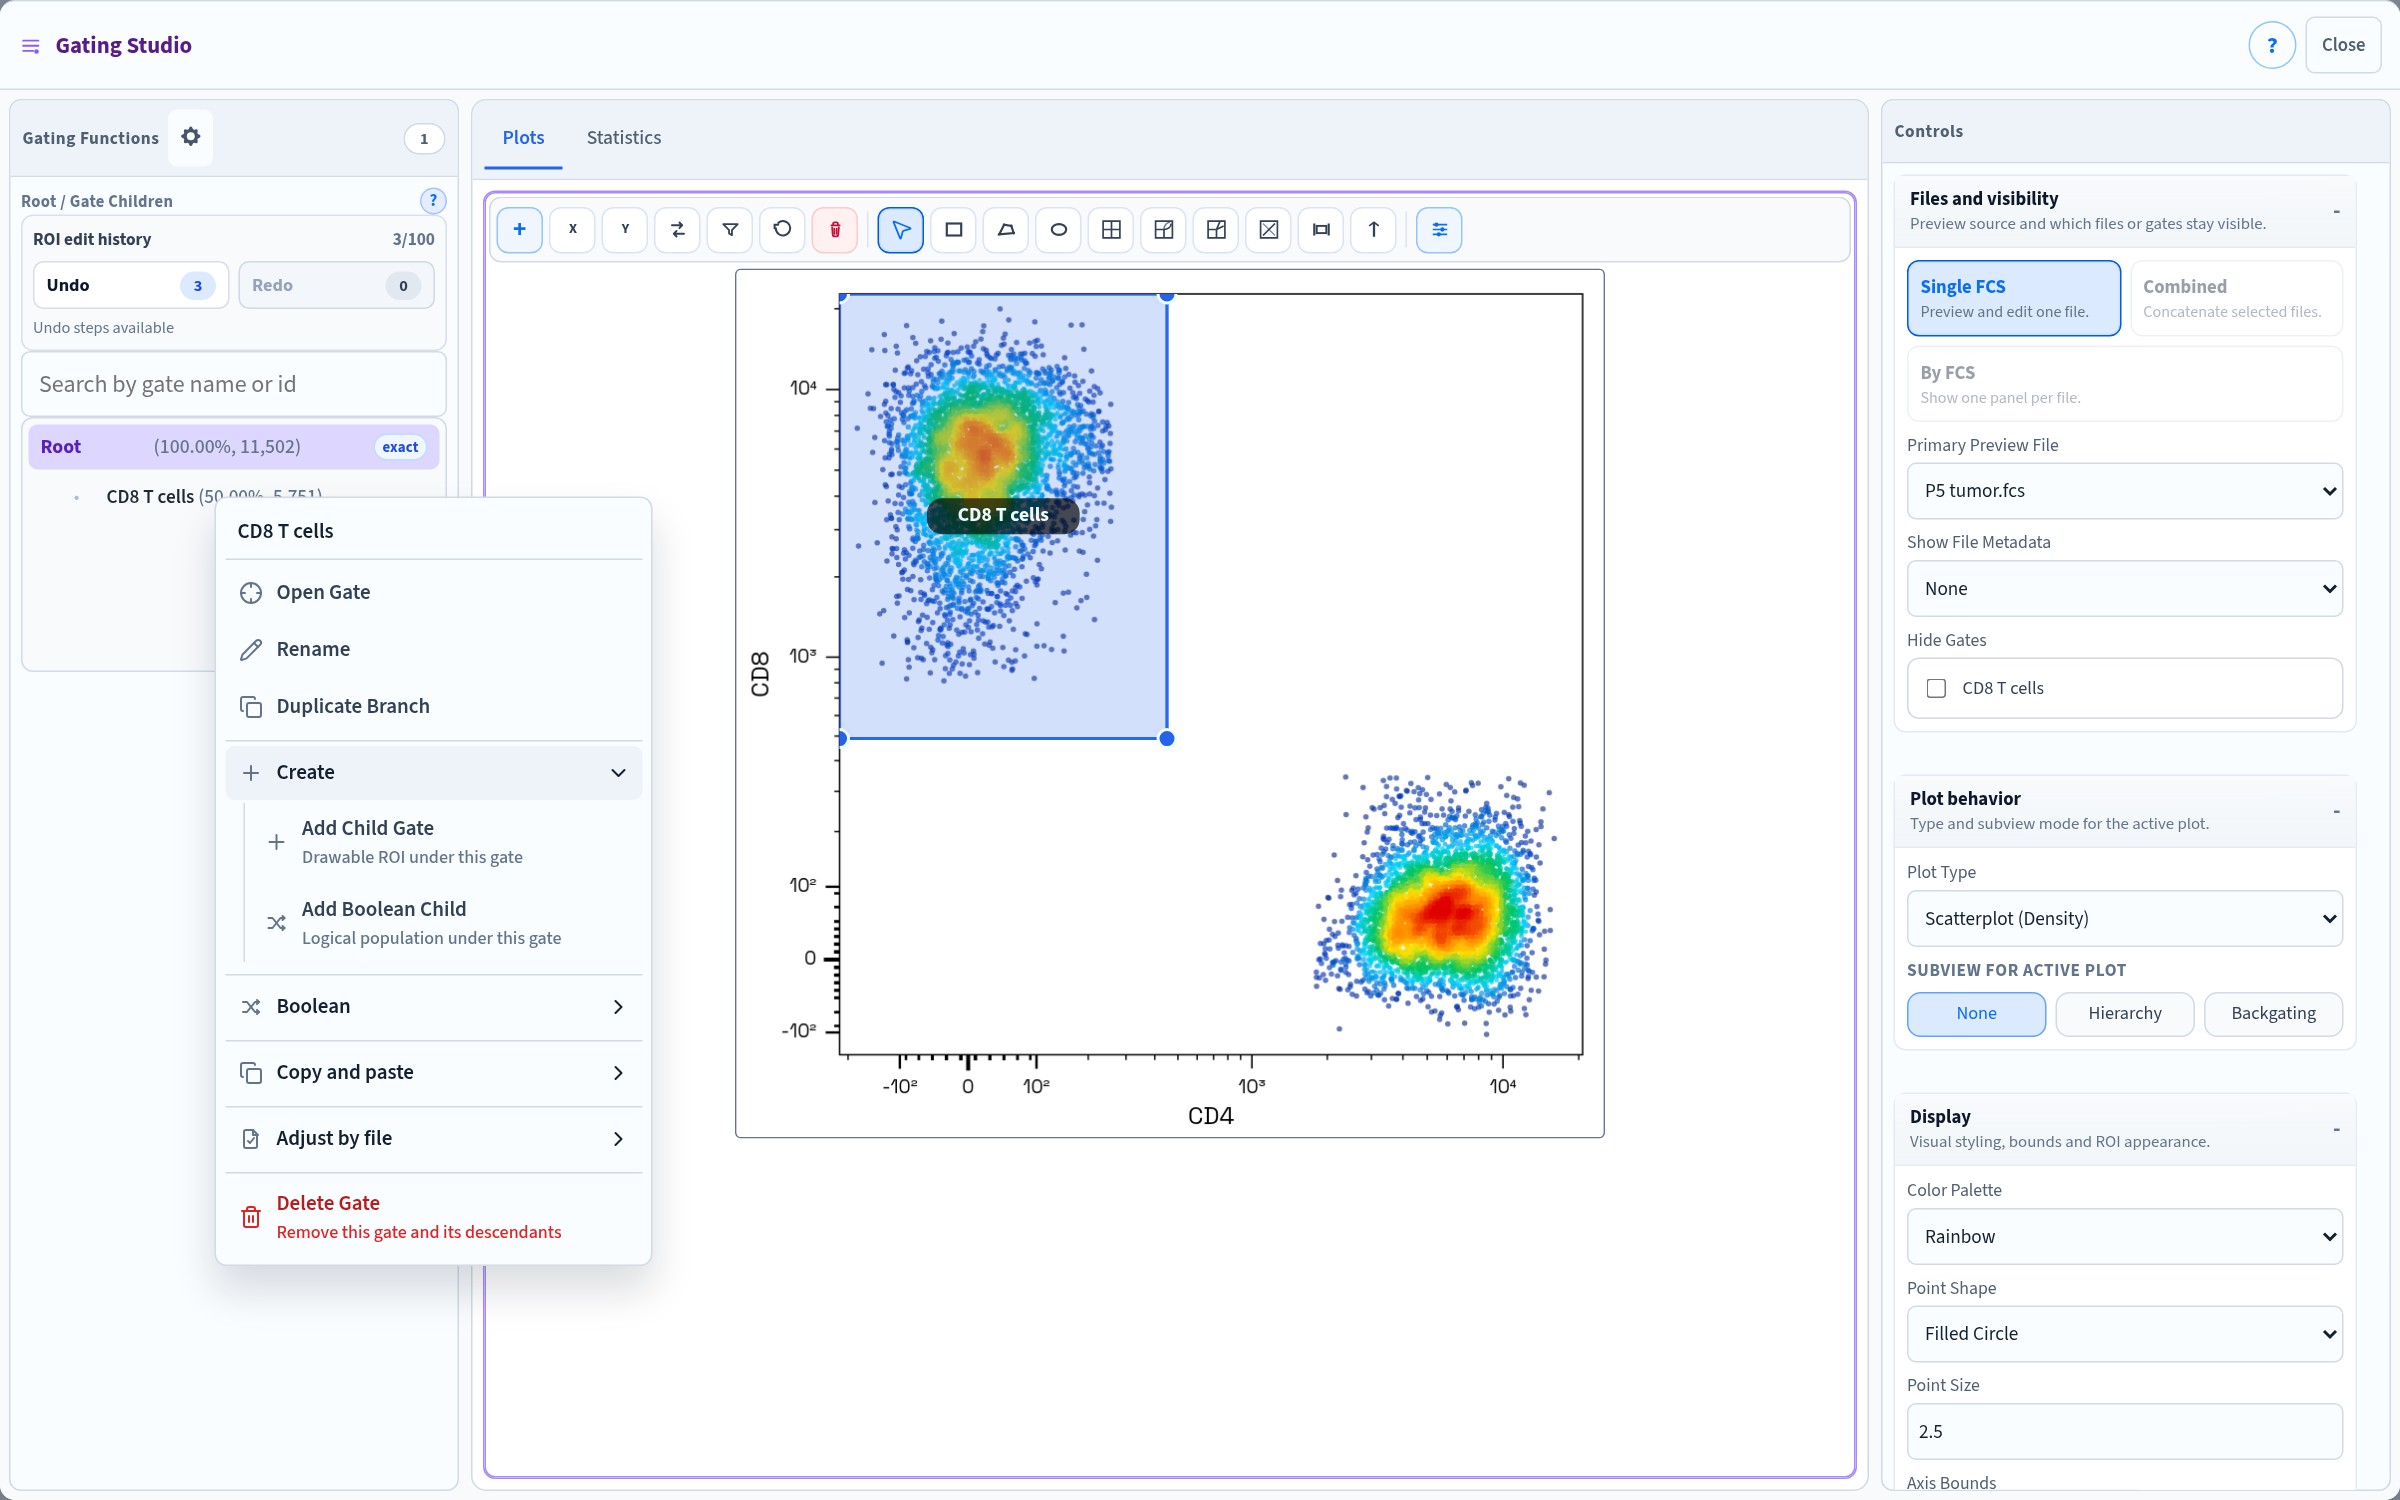 Gating Studio
?
Close
Gating Functions
1
Root / Gate Children
?
ROI edit history
3/100
Undo
3
Redo
0
Undo steps available
Search by gate name or id
Root
(100.00%, 11,502)
exact
CD8 T cells (50.00%, 5,751)
CD8 T cells
Open Gate
Rename
Duplicate Branch
Create
Add Child Gate
Drawable ROI under this gate
Add Boolean Child
Logical population under this gate
Boolean
Copy and paste
Adjust by file
Delete Gate
Remove this gate and its descendants
Plots
Statistics
X
Y
CD8 T cells
CD8
10⁴
10³
10²
0
-10²
-10²
0
10²
10³
10⁴
CD4
Controls
Files and visibility
Preview source and which files or gates stay visible.
-
Single FCS
Preview and edit one file.
Combined
Concatenate selected files.
By FCS
Show one panel per file.
Primary Preview File
P5 tumor.fcs
Show File Metadata
None
Hide Gates
CD8 T cells
Plot behavior
Type and subview mode for the active plot.
-
Plot Type
Scatterplot (Density)
SUBVIEW FOR ACTIVE PLOT
None
Hierarchy
Backgating
Display
Visual styling, bounds and ROI appearance.
-
Color Palette
Rainbow
Point Shape
Filled Circle
Point Size
2.5
Axis Bounds